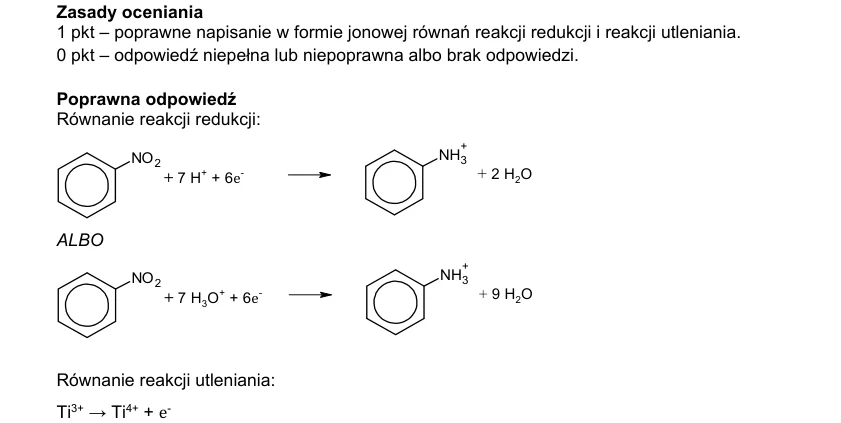 Zasady oceniania
1 pkt – poprawne napisanie w formie jonowej równań reakcji redukcji i reakcji utleniania.
0 pkt – odpowiedź niepełna lub niepoprawna albo brak odpowiedzi.
Poprawna odpowiedź
Równanie reakcji redukcji:
NO₂ + 7 H⁺ + 6e⁻ ⟶ NH₃⁺ + 2 H₂O
ALBO
NO₂ + 7 H₃O⁺ + 6e⁻ ⟶ NH₃⁺ + 9 H₂O
Równanie reakcji utleniania:
Ti³⁺ → Ti⁴⁺ + e⁻